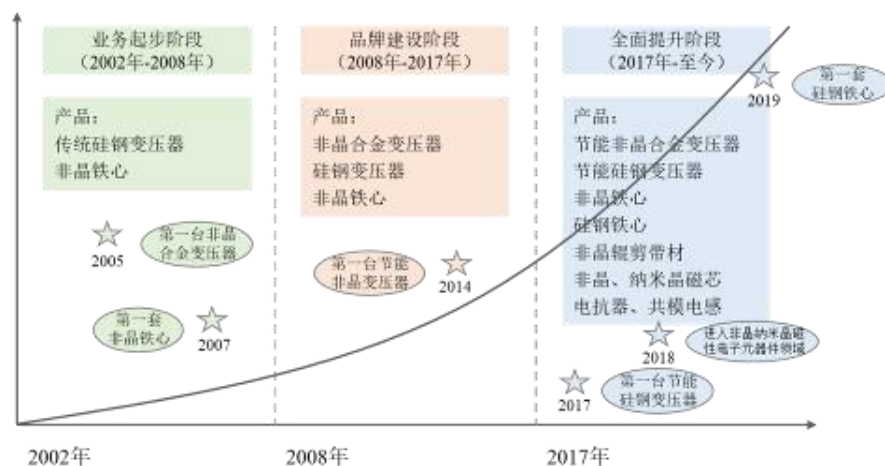 业务起步阶段
（2002年-2008年）
产品：
传统硅钢变压器
非晶铁心
2005
第一台非晶
合金变压器
第一套
非晶铁心
2007
品牌建设阶段
（2008年-2017年）
产品：
非晶合金变压器
硅钢变压器
非晶铁心
第一台节能
非晶变压器
2014
全面提升阶段
（2017年-至今）
2019
第一套
硅钢铁心
产品：
节能非晶合金变压器
节能硅钢变压器
非晶铁心
硅钢铁心
非晶辊剪带材
非晶、纳米晶磁芯
电抗器、共模电感
2018
进入非晶纳米晶磁
性电子元器件领域
2017
第一台节能
硅钢变压器
2002年
2008年
2017年